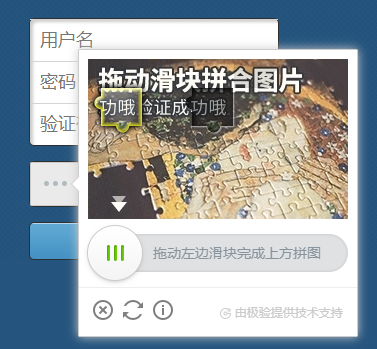 用户名
密码
拖动滑块拼合图片
功哦验证成功哦
拖动左边滑块完成上方拼图
由极验提供技术支持